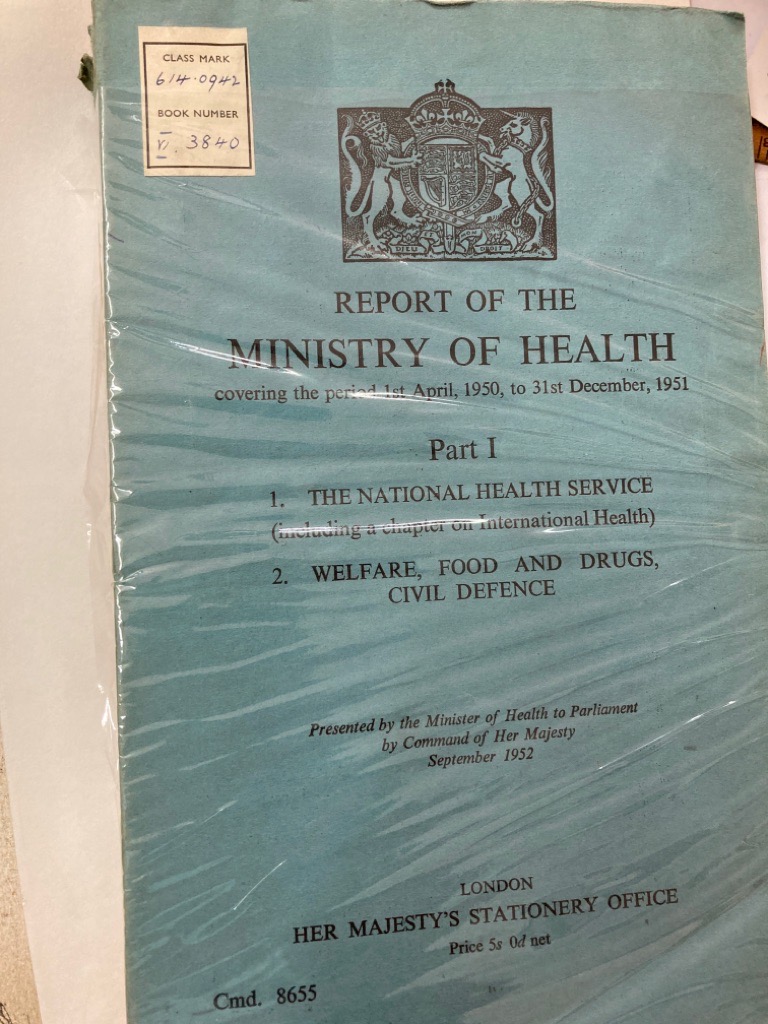 CLASS MARK
614.0942
BOOK NUMBER
VI 3840
DIEU ET MON DROIT
REPORT OF THE
MINISTRY OF HEALTH
covering the period 1st April, 1950, to 31st December, 1951
Part I
1. THE NATIONAL HEALTH SERVICE
(including a chapter on International Health)
2. WELFARE, FOOD AND DRUGS,
CIVIL DEFENCE
Presented by the Minister of Health to Parliament
by Command of Her Majesty
September 1952
LONDON
HER MAJESTY'S STATIONERY OFFICE
Price 5s 0d net
Cmd. 8655